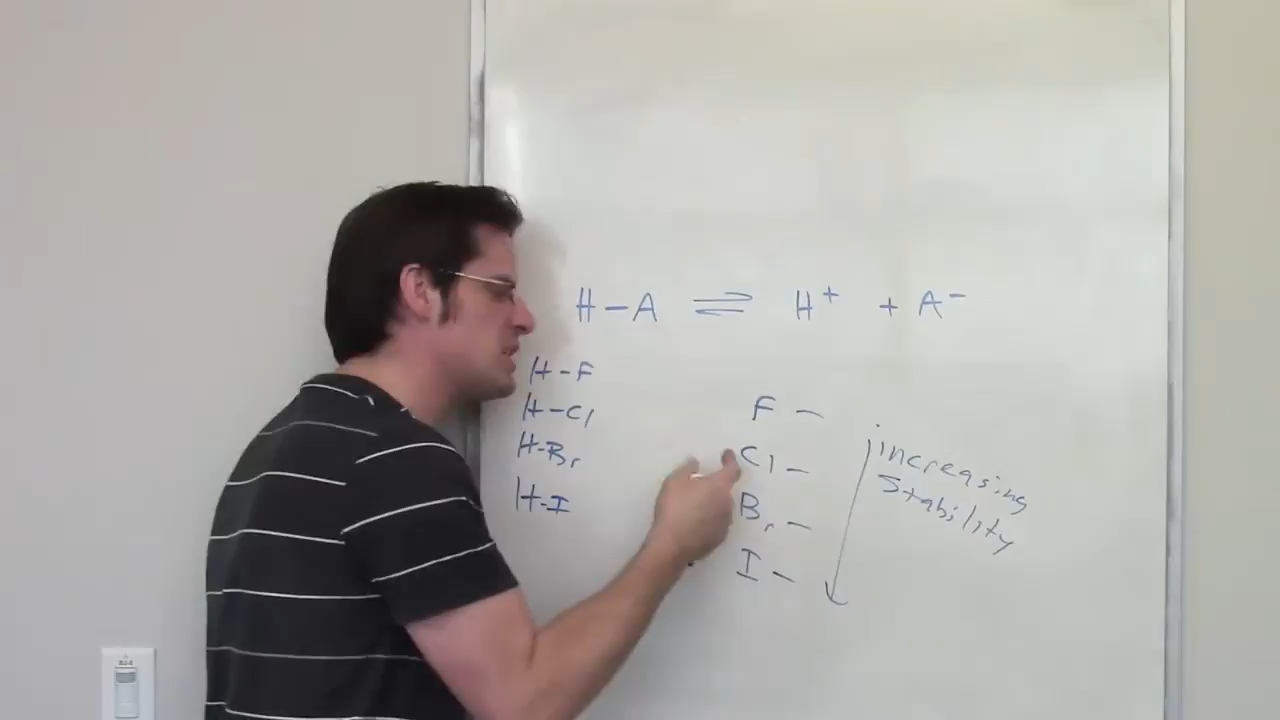 H-A ⇌ H+ + A-
H-F
H-Cl
H-Br
H-I
F -
Cl -
Br -
I -
increasing
stability